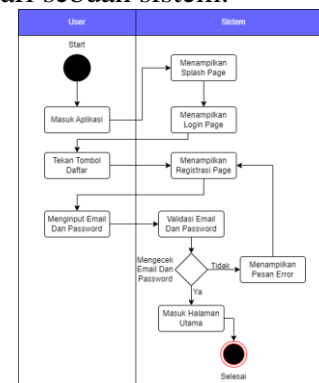 dari sebuah sistem.
User
Sistem
Start
Menampilkan
Splash Page
Masuk Aplikasi
Menampilkan
Login Page
Tekan Tombol
Daftar
Menampilkan
Registrasi Page
Menginput Email
Dan Password
Validasi Email
Dan Password
Mengecek
Email Dan
Password
Tidak
Menampilkan
Pesan Error
Ya
Masuk Halaman
Utama
Selesai